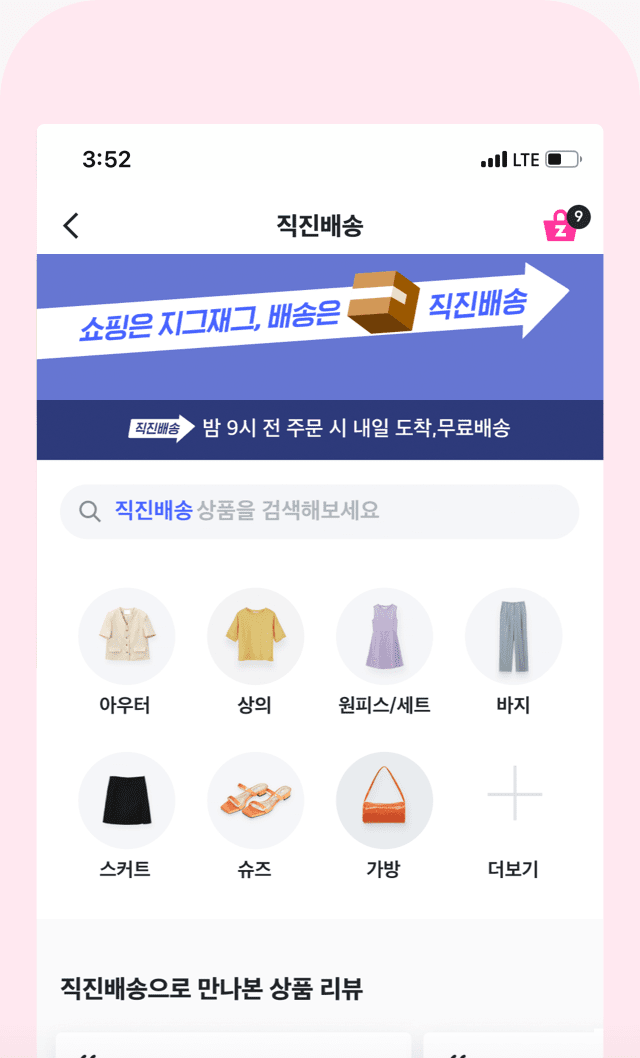 3:52
LTE
직진배송
Z
9
쇼핑은 지그재그, 배송은 직진배송
직진배송 밤 9시 전 주문 시 내일 도착,무료배송
직진배송 상품을 검색해보세요
아우터 상의 원피스/세트 바지
스커트 슈즈 가방 더보기
직진배송으로 만나본 상품 리뷰